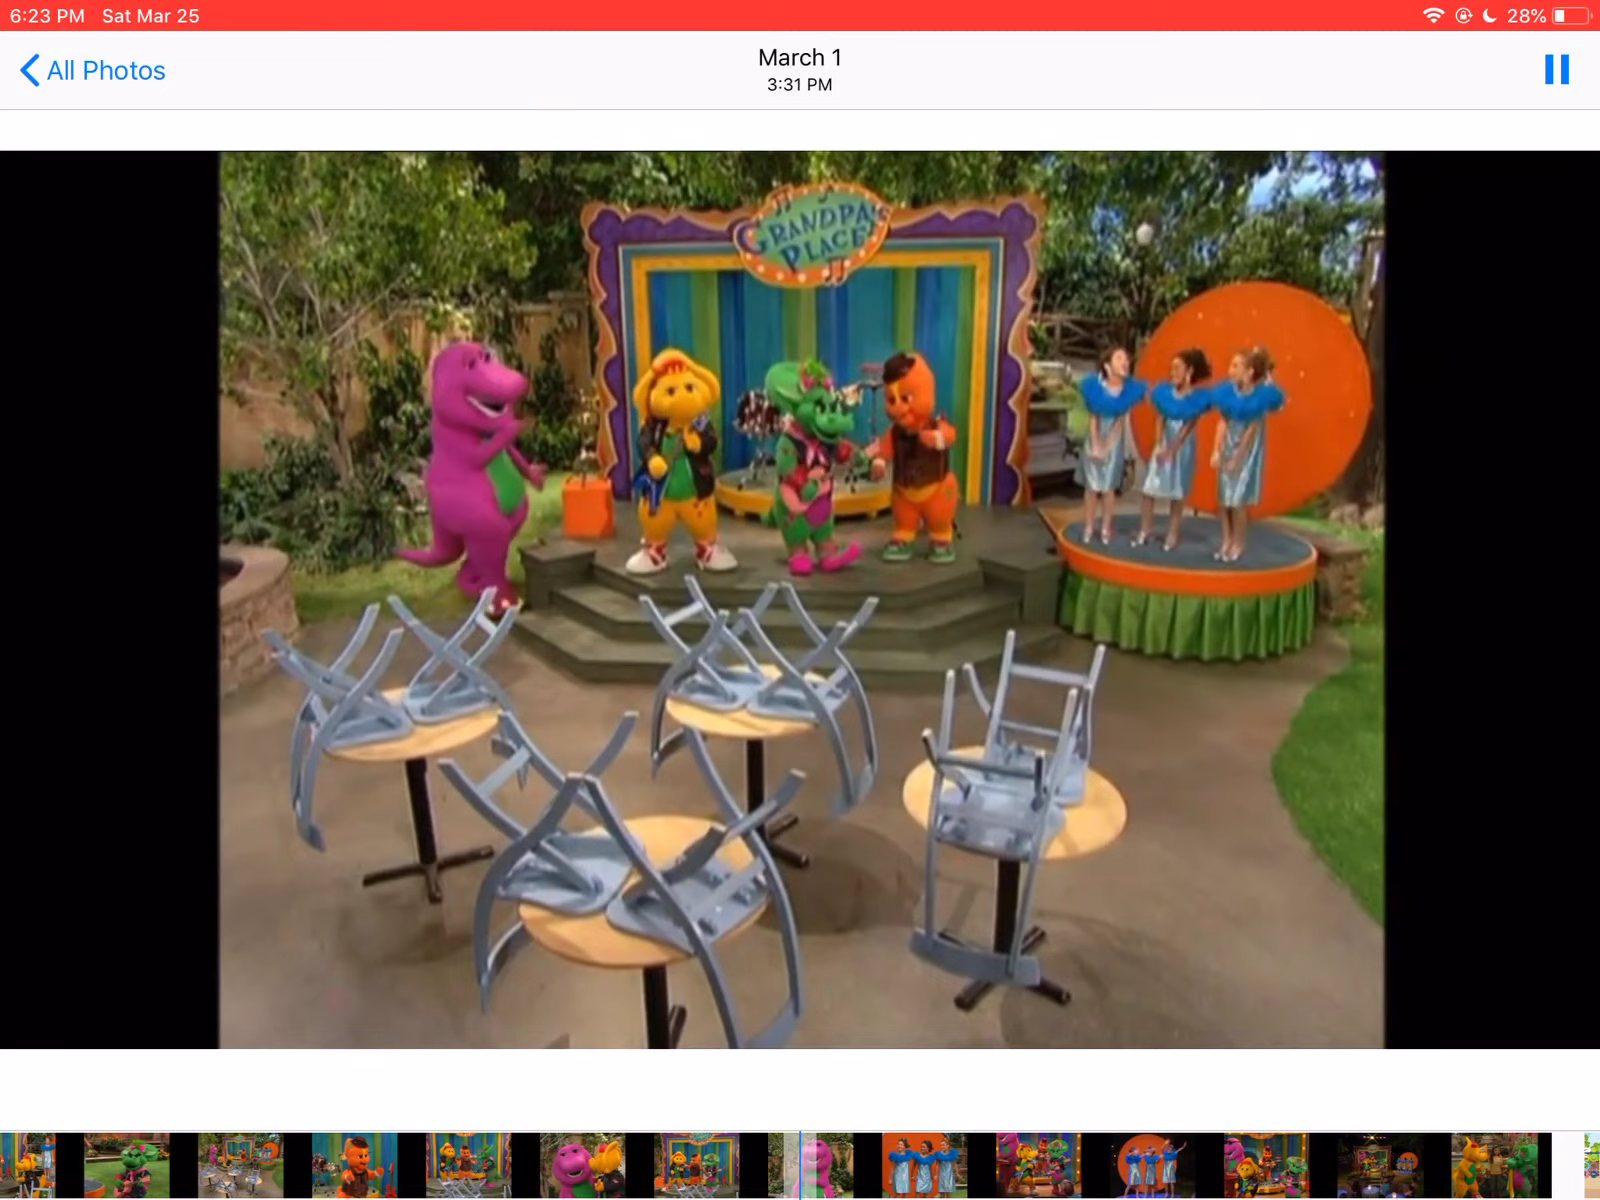 6:23 PM Sat Mar 25
28%
All Photos
March 1
3:31 PM
GRANDPA'S
PLACE